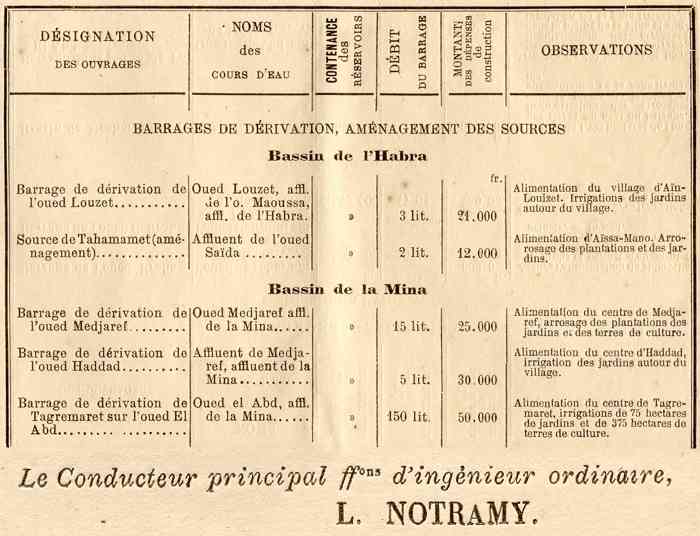 DÉSIGNATION
DES OUVRAGES
NOMS
des
COURS D'EAU
CONTENANCE
des
RÉSERVOIRS
DÉBIT
DU BARRAGE
MONTANT
DES DÉPENSES
de
construction
OBSERVATIONS
BARRAGES DE DÉRIVATION, AMÉNAGEMENT DES SOURCES
Bassin de l'Habra
Barrage de dérivation de
l'oued Louzet...........
Oued Louzet, affl.
de l'o. Maoussa,
affl. de l'Habra.
»
3 lit.
fr.
21.000
Alimentation du village d'Aïn-
Louizet. Irrigations des jardins
autour du village.
Source de Tahamamet (amé-
nagement).............
Affluent de l'oued
Saïda .........
»
2 lit.
12.000
Alimentation d'Aïssa-Mano. Arro-
rosage des plantations et des jar-
dins.
Bassin de la Mina
Barrage de dérivation de
l'oued Medjaref.........
Oued Medjaref affl.
de la Mina.....
»
15 lit.
25.000
Alimentation du centre de Medja-
ref, arrosage des plantations des
jardins et des terres de culture.
Barrage de dérivation de
l'oued Haddad..........
Affluent de Medja-
ref, affluent de la
Mina...........
»
5 lit.
30.000
Alimentation du centre d'Haddad,
irrigation des jardins autour du
village.
Barrage de dérivation de
Tagremaret sur l'oued El
Abd..... ..........
Oued el Abd, affl.
de la Mina.....
»
150 lit.
50.000
Alimentation du centre de Tagre-
maret, irrigations de 75 hectares
de jardins et de 375 hectares de
terres de culture.
Le Conducteur principal ffons d'ingénieur ordinaire,
L. NOTRAMY.